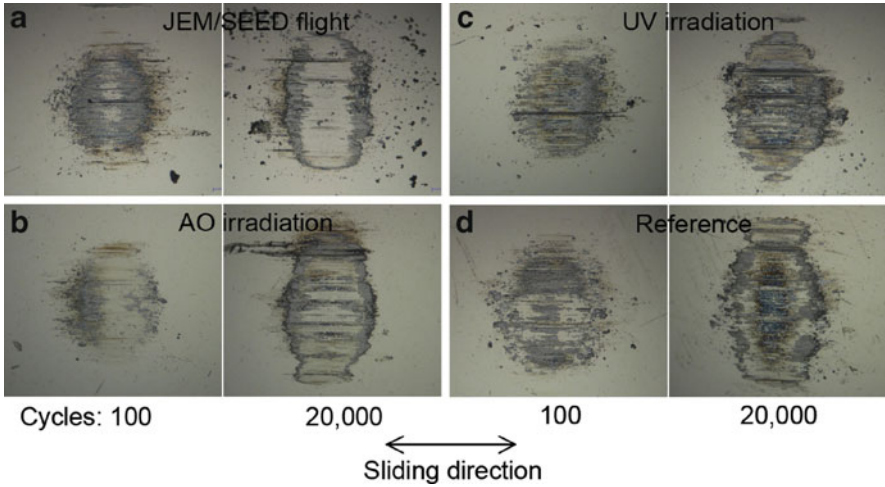 a JEM/SEED flight
c UV irradiation
b AO irradiation
d Reference
Cycles: 100 20,000 100 20,000
Sliding direction